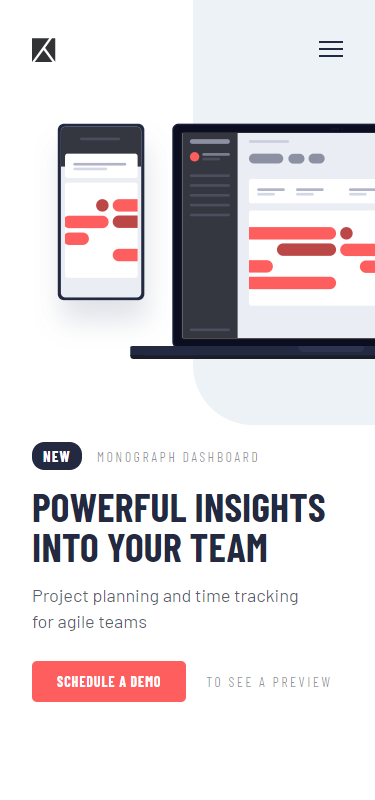 NEW MONOGRAPH DASHBOARD
POWERFUL INSIGHTS
INTO YOUR TEAM
Project planning and time tracking
for agile teams
SCHEDULE A DEMO TO SEE A PREVIEW